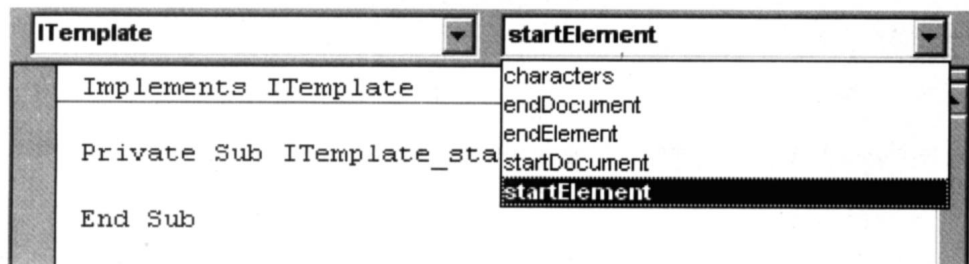 ITemplate
startElement
characters
endDocument
endElement
startDocument
startElement
Implements ITemplate
Private Sub ITemplate_sta
End Sub